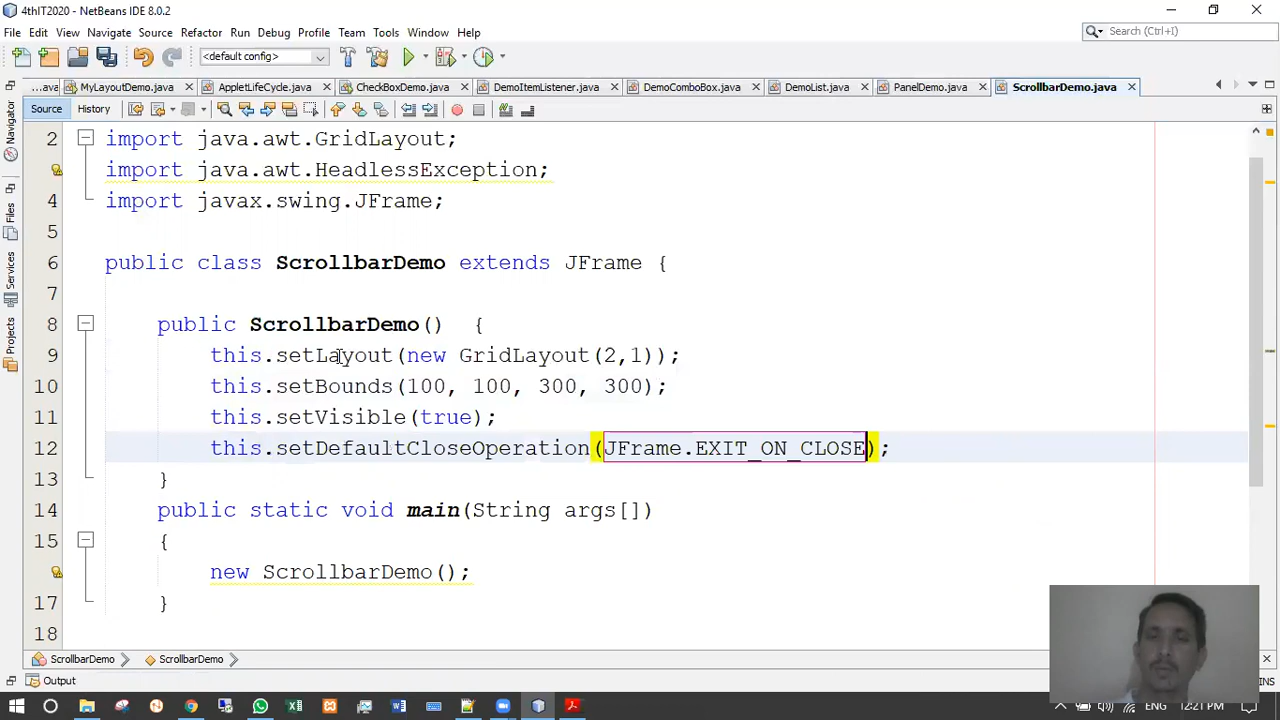 4thIT2020 - NetBeans IDE 8.0.2
File Edit View Navigate Source Refactor Run Debug Profile Team Tools Window Help
Search (Ctrl+I)
<default config>
...ava MyLayoutDemo.java AppletLifeCycle.java CheckBoxDemo.java DemoItemListener.java DemoComboBox.java DemoList.java PanelDemo.java ScrollbarDemo.java
Source History
Navigator
Files
Services
Projects
2 import java.awt.GridLayout;
import java.awt.HeadlessException;
4 import javax.swing.JFrame;
5
6 public class ScrollbarDemo extends JFrame {
7
8 public ScrollbarDemo() {
9 this.setLayout(new GridLayout(2,1));
10 this.setBounds(100, 100, 300, 300);
11 this.setVisible(true);
12 this.setDefaultCloseOperation(JFrame.EXIT_ON_CLOSE);
13 }
14 public static void main(String args[])
15 {
new ScrollbarDemo();
17 }
18
ScrollbarDemo ScrollbarDemo
Output
INS
ENG 12:21 PM